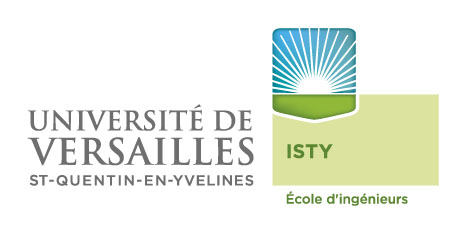 UNIVERSITÉ DE
VERSAILLES
ST-QUENTIN-EN-YVELINES
ISTY
École d'ingénieurs